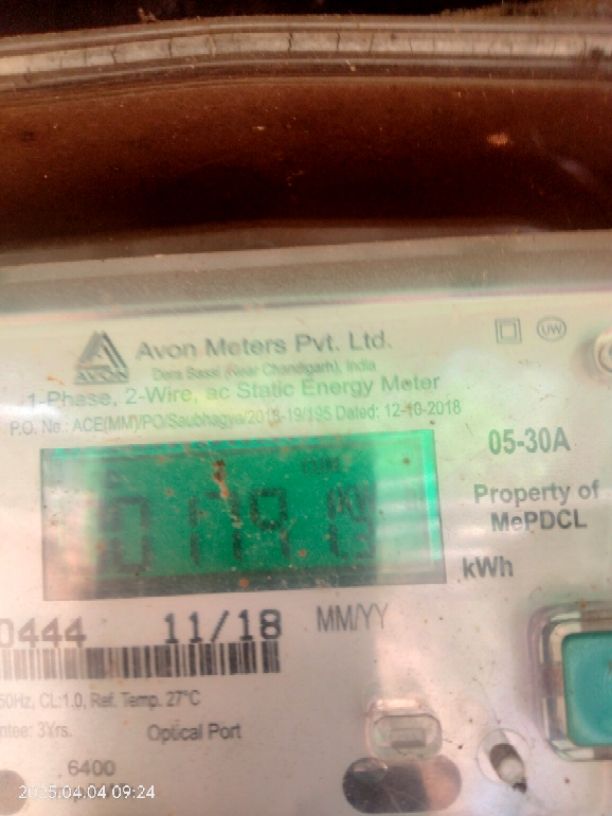 AVON
Avon Meters Pvt. Ltd.
Dera Bassi (Near Chandigarh), India
1-Phase, 2-Wire, ac Static Energy Meter
P.O. No.: ACE(MM)/PO/Saubhagya/2018-19/195 Dated; 12-10-2018
UW
05-30A
Property of
MePDCL
kWh
0444 11/18 MM/YY
50Hz, CL:1.0, Ref. Temp. 27°C
3Yrs. Optical Port
6400
2025.04.04 09:24